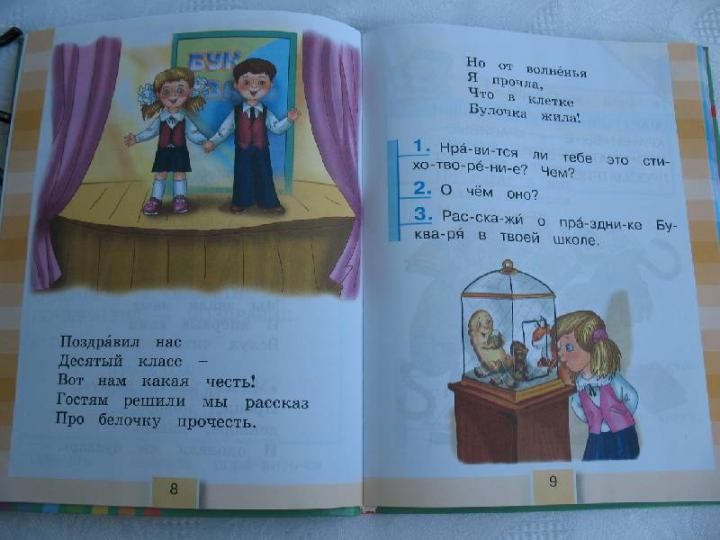 БУК
Поздра́вил нас
Десятый класс –
Вот нам какая честь!
Гостям решили мы рассказ
Про белочку прочесть.
8
Но от волне́нья
Я прочла,
Что в клетке
Булочка жила!
1. Нра́-ви-тся ли тебе это сти-
хо-тво-ре́-ни-е? Чем?
2. О чём оно?
3. Рас-ска-жи́ о пра́-здни-ке Бу-
ква-ря́ в твоей школе.
9